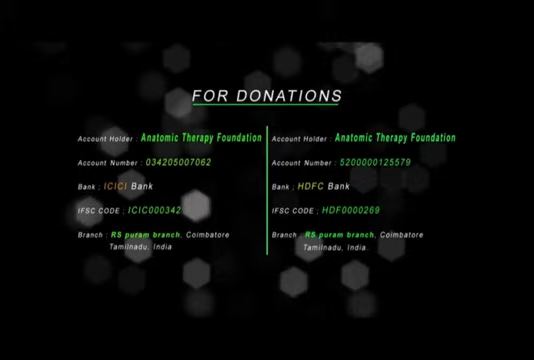 FOR DONATIONS
Account Holder : Anatomic Therapy Foundation
Account Number : 034205007062
Bank ; ICICI Bank
IFSC CODE ; ICIC000342
Branch : RS puram branch, Coimbatore
Tamilnadu, India
Account Holder : Anatomic Therapy Foundation
Account Number : 5200000125579
Bank ; HDFC Bank
IFSC CODE ; HDF0000269
Branch : RS puram branch, Coimbatore
Tamilnadu, India.